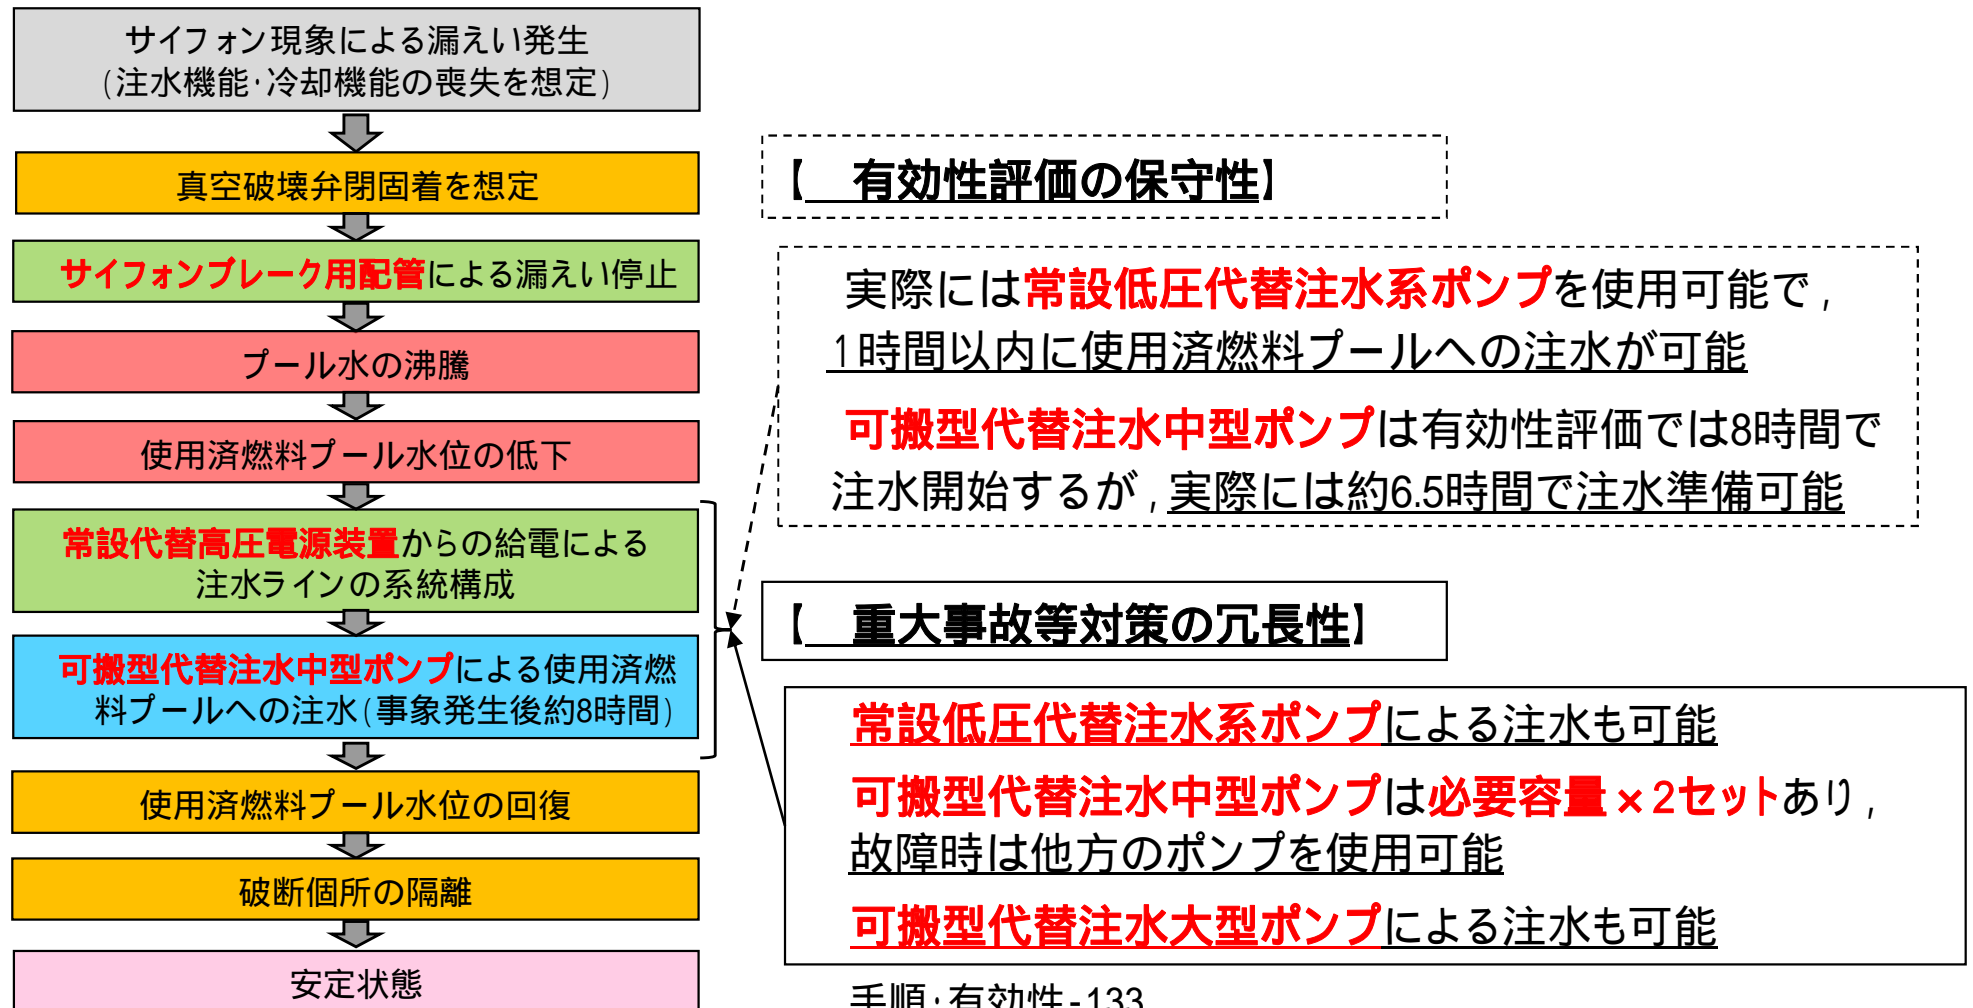 サイフォン現象による漏えい発生
(注水機能･冷却機能の喪失を想定)
真空破壊弁閉固着を想定
サイフォンブレーク用配管による漏えい停止
プール水の沸騰
使用済燃料プール水位の低下
常設代替高圧電源装置からの給電による
注水ラインの系統構成
可搬型代替注水中型ポンプによる使用済燃
料プールへの注水(事象発生後約8時間)
使用済燃料プール水位の回復
破断個所の隔離
安定状態
【　有効性評価の保守性】
実際には常設低圧代替注水系ポンプを使用可能で，
1時間以内に使用済燃料プールへの注水が可能
可搬型代替注水中型ポンプは有効性評価では8時間で
注水開始するが，実際には約6.5時間で注水準備可能
【　重大事故等対策の冗長性】
常設低圧代替注水系ポンプによる注水も可能
可搬型代替注水中型ポンプは必要容量×2セットあり，
故障時は他方のポンプを使用可能
可搬型代替注水大型ポンプによる注水も可能
手順･有効性-133